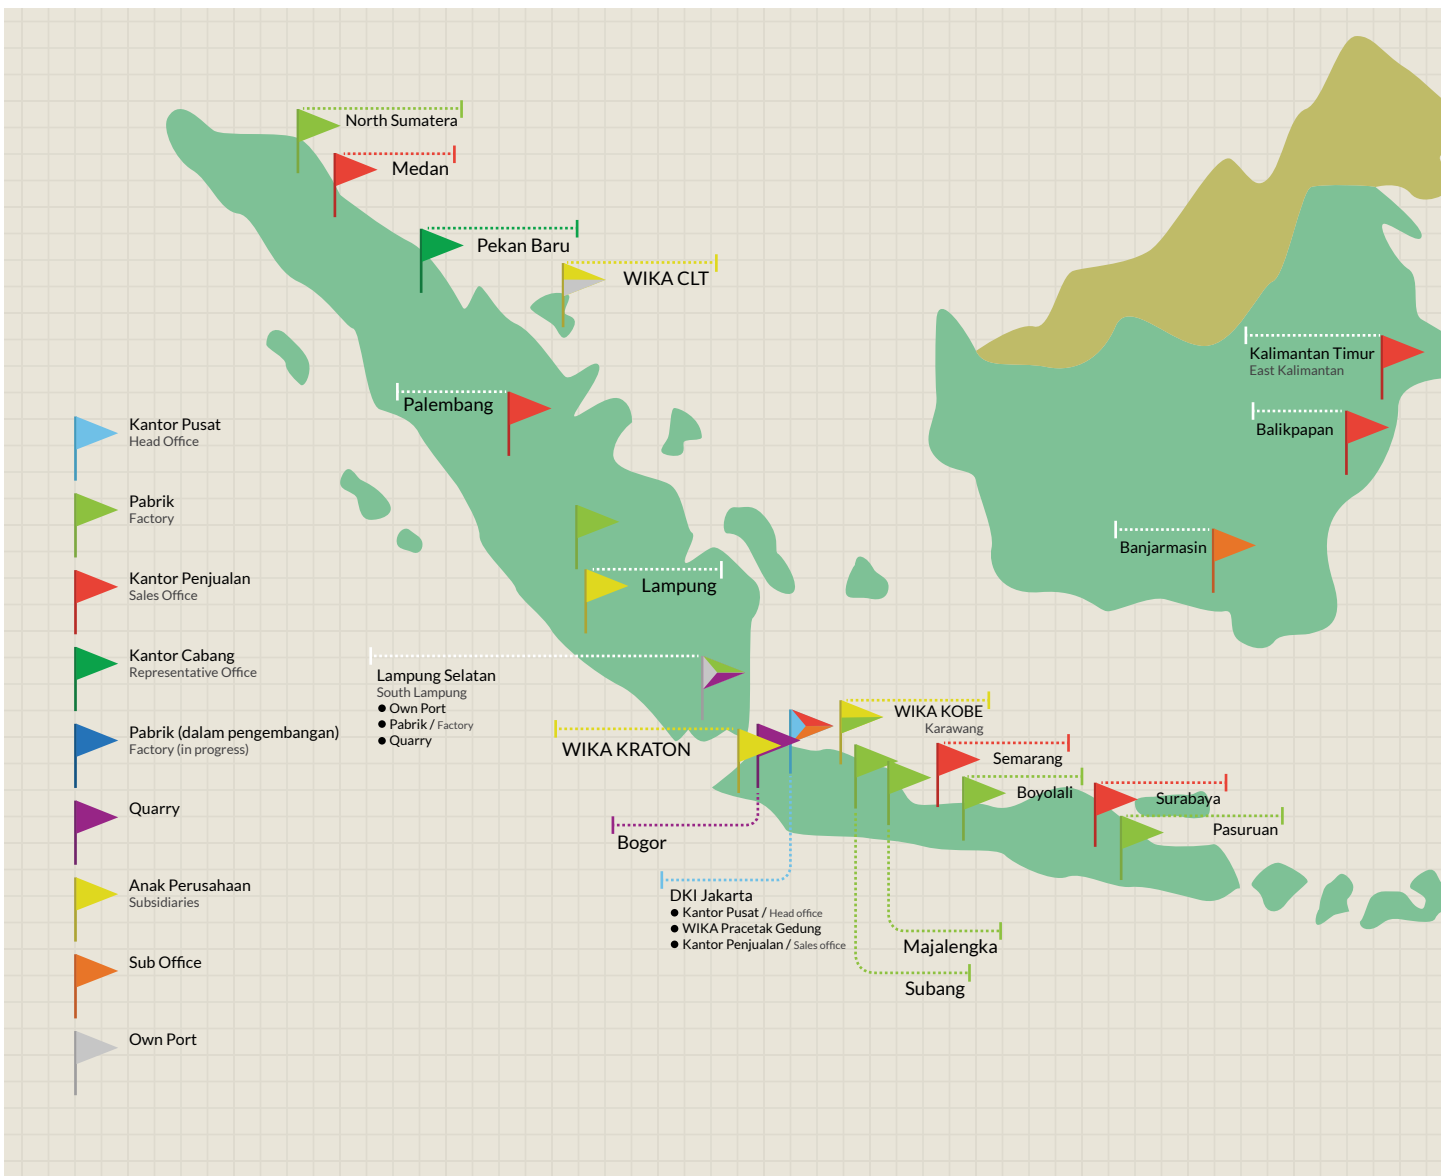 North Sumatera
Medan
Pekan Baru
WIKA CLT
Palembang
Lampung
Lampung Selatan
South Lampung
● Own Port
● Pabrik / Factory
● Quarry
WIKA KRATON
Bogor
DKI Jakarta
● Kantor Pusat / Head office
● WIKA Pracetak Gedung
● Kantor Penjualan / Sales office
WIKA KOBE
Karawang
Semarang
Boyolali
Surabaya
Pasuruan
Majalengka
Subang
Kalimantan Timur
East Kalimantan
Balikpapan
Banjarmasin
Kantor Pusat
Head Office
Pabrik
Factory
Kantor Penjualan
Sales Office
Kantor Cabang
Representative Office
Pabrik (dalam pengembangan)
Factory (in progress)
Quarry
Anak Perusahaan
Subsidiaries
Sub Office
Own Port